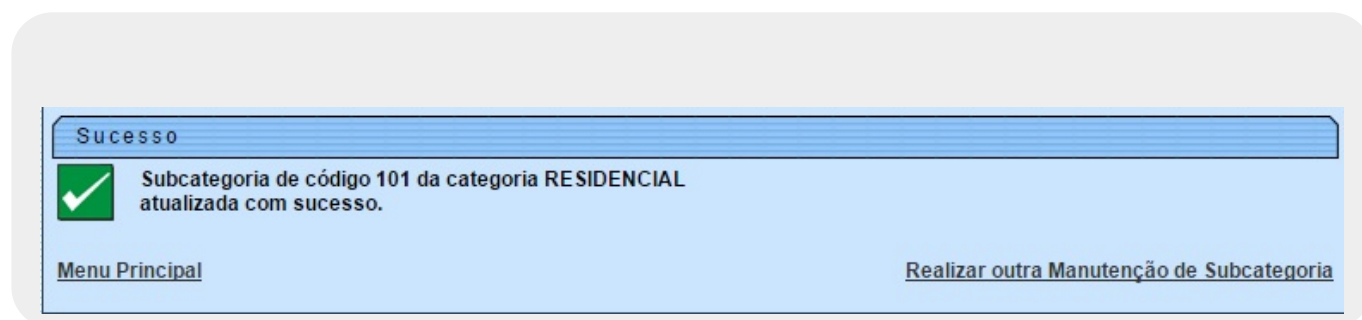 Sucesso
Subcategoria de código 101 da categoria RESIDENCIAL
atualizada com sucesso.
Menu Principal
Realizar outra Manutenção de Subcategoria